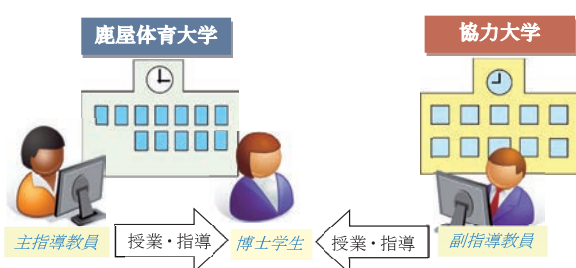 鹿屋体育大学
協力大学
主指導教員
授業・指導
博士学生
授業・指導
副指導教員